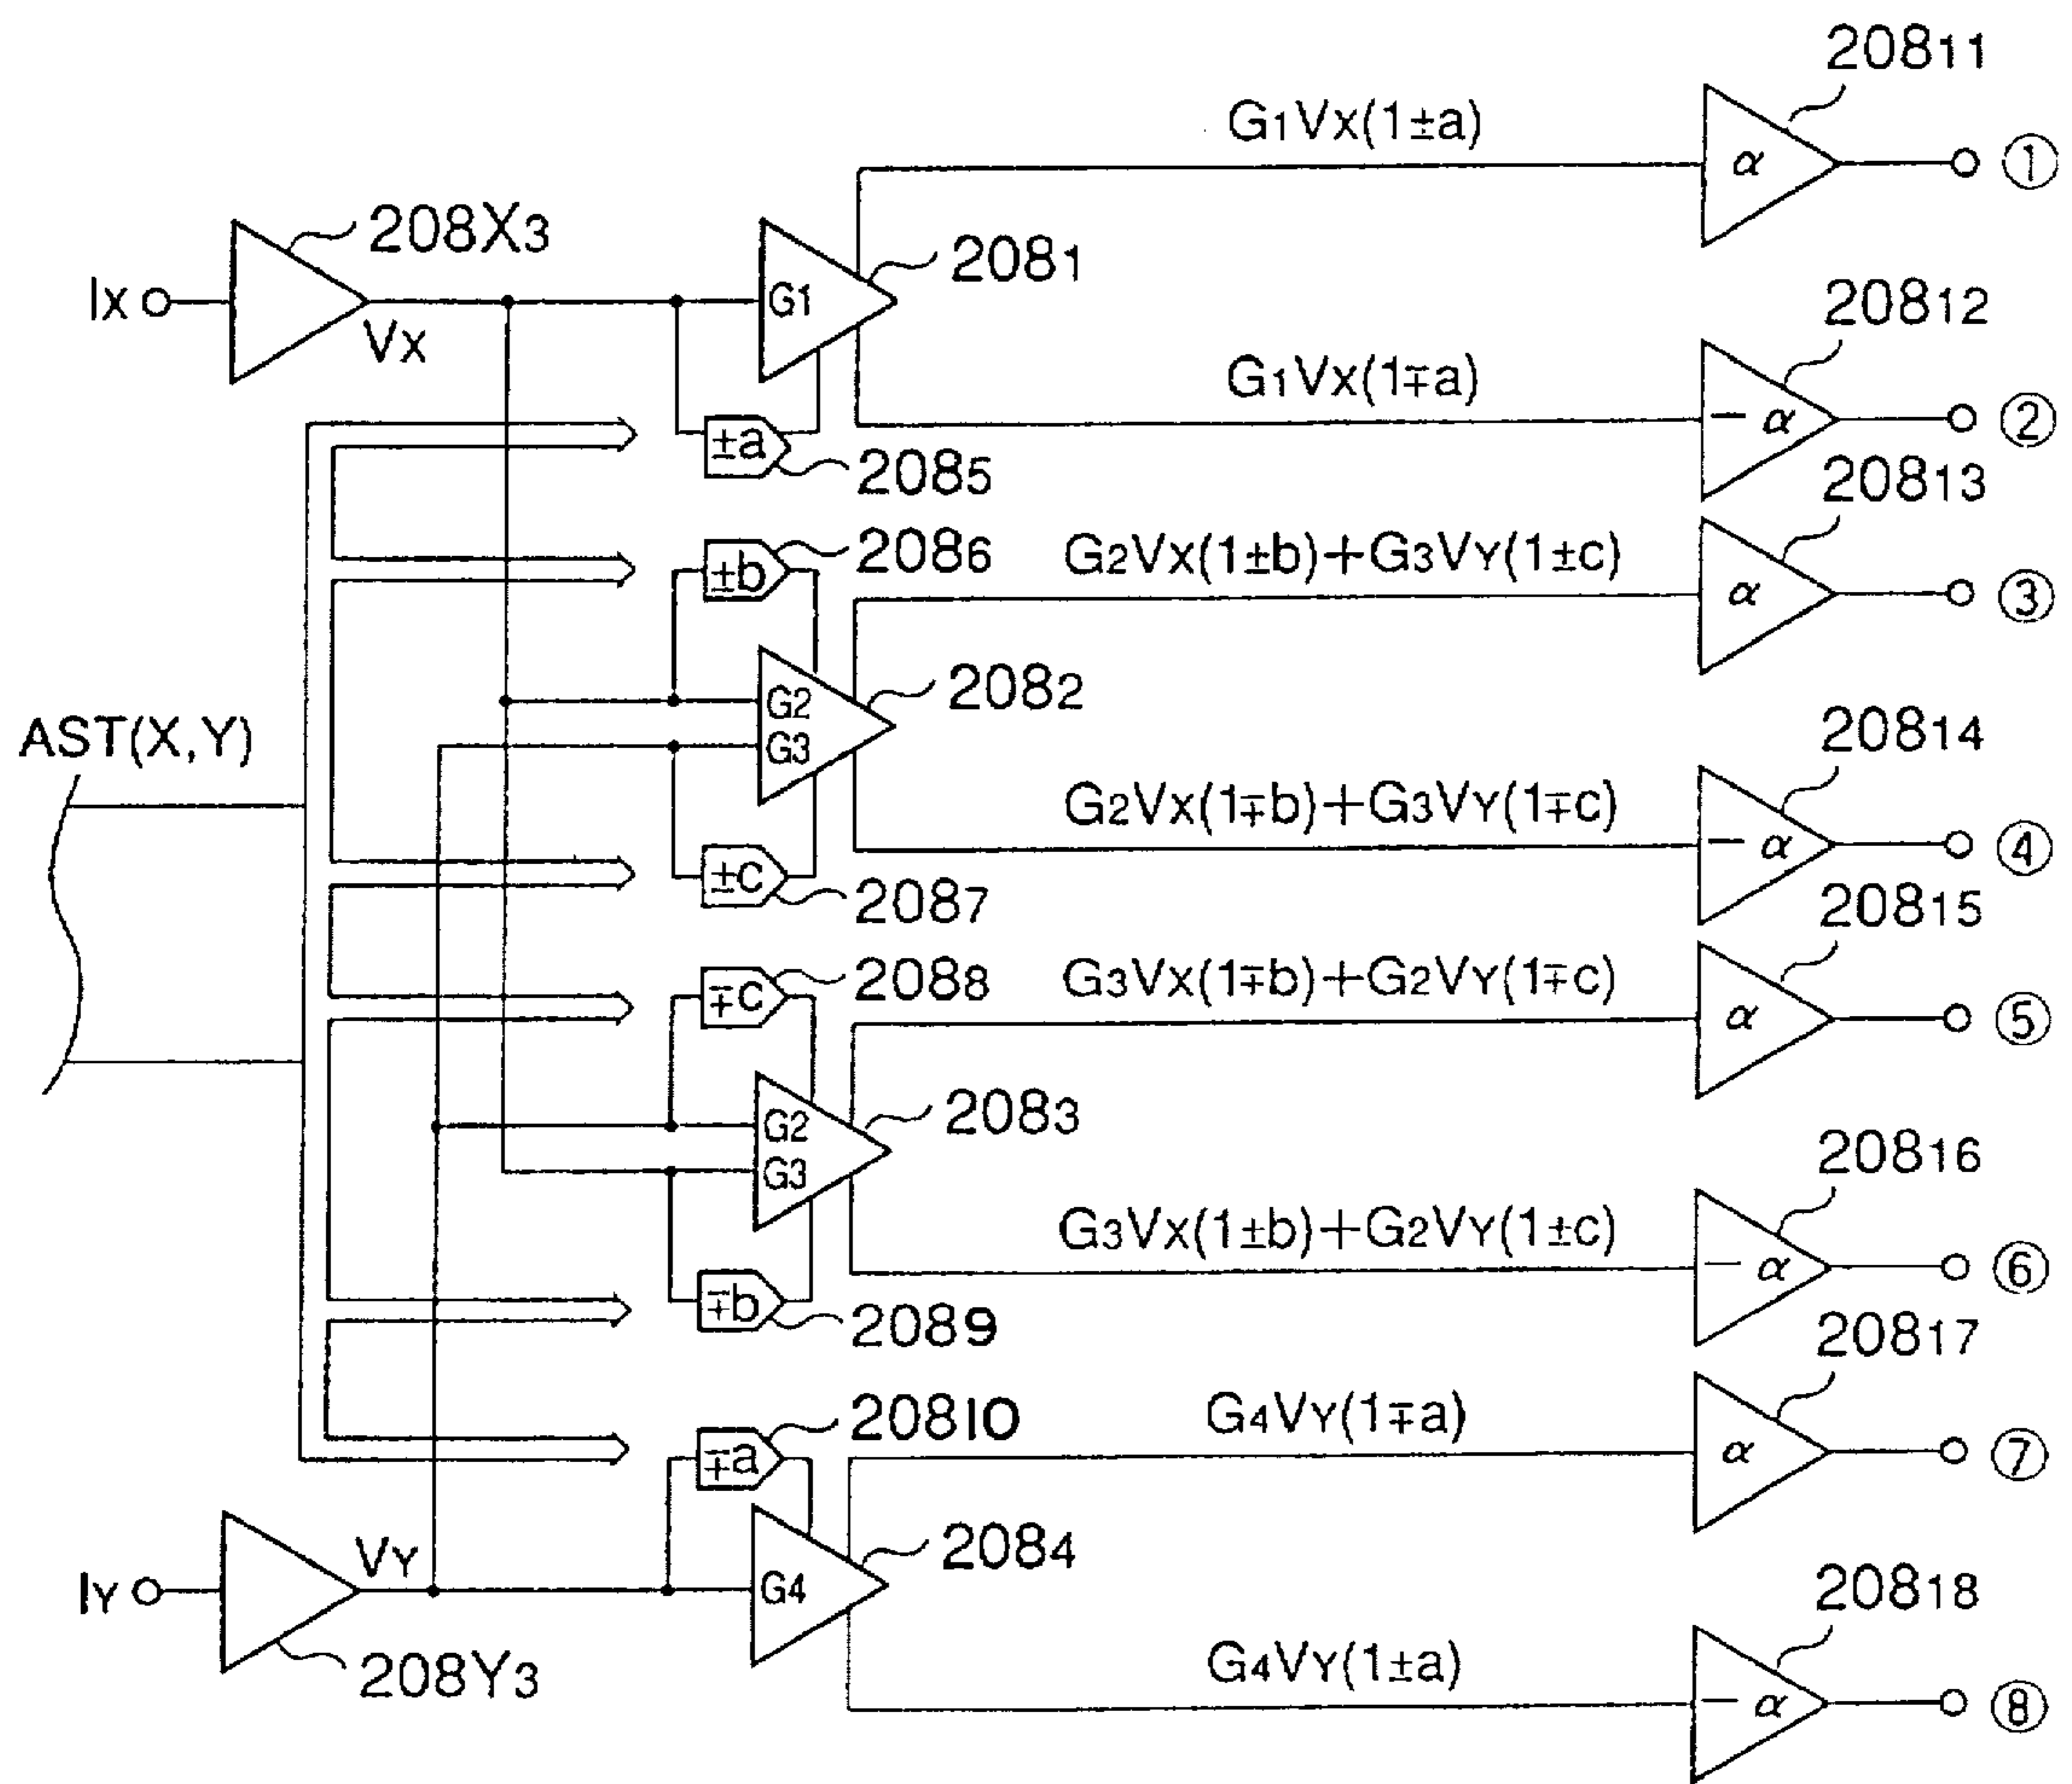 208₁₁
G₁Vx(1±a)
α
①
208X₃
208₁
Ix
G1
Vx
208₁₂
G₁Vx(1∓a)
− α
②
±a
208₅
208₁₃
208₆
±b
G₂Vx(1±b)+G₃VY(1±c)
α
③
208₂
G2
G3
AST(X,Y)
208₁₄
G₂Vx(1∓b)+G₃VY(1∓c)
− α
④
±c
208₇
208₁₅
208₈
∓c
G₃Vx(1∓b)+G₂VY(1∓c)
α
⑤
208₃
G2
G3
208₁₆
G₃Vx(1±b)+G₂VY(1±c)
− α
⑥
∓b
208₉
208₁₇
208₁₀
∓a
G₄VY(1∓a)
α
⑦
VY
208₄
IY
G4
208₁₈
208Y₃
G₄VY(1±a)
− α
⑧